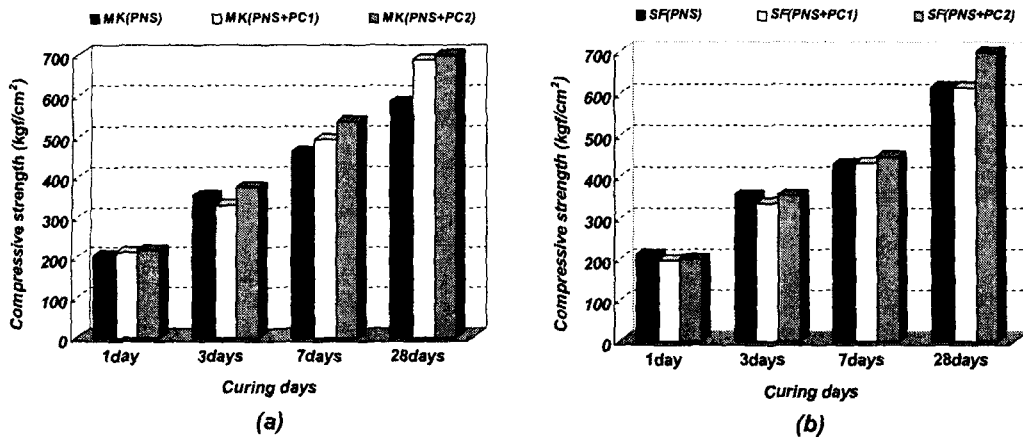 MK(PNS) MK(PNS+PC1) MK(PNS+PC2)
Compressive strength (kgf/cm²)
700
600
500
400
300
200
100
0
1day 3days 7days 28days
Curing days
(a)
SF(PNS) SF(PNS+PC1) SF(PNS+PC2)
Compressive strength (kgf/cm²)
700
600
500
400
300
200
100
0
1day 3days 7days 28days
Curing days
(b)